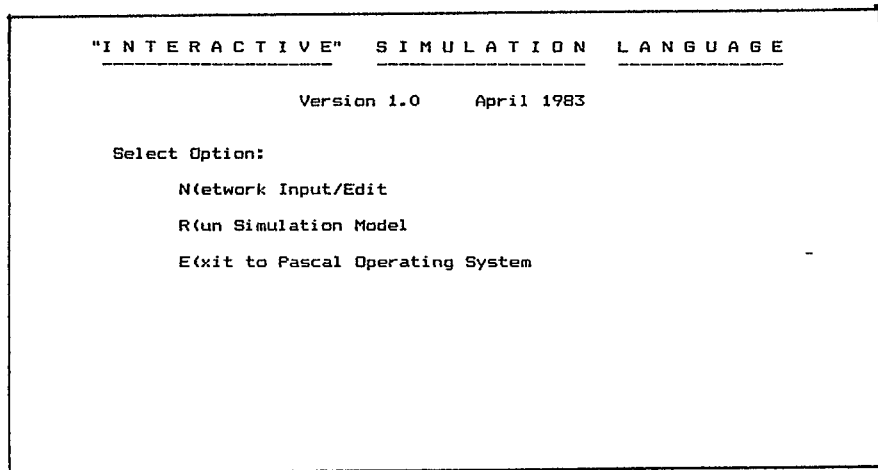 "I N T E R A C T I V E" S I M U L A T I O N L A N G U A G E
Version 1.0 April 1983
Select Option:
N(etwork Input/Edit
R(un Simulation Model
E(xit to Pascal Operating System